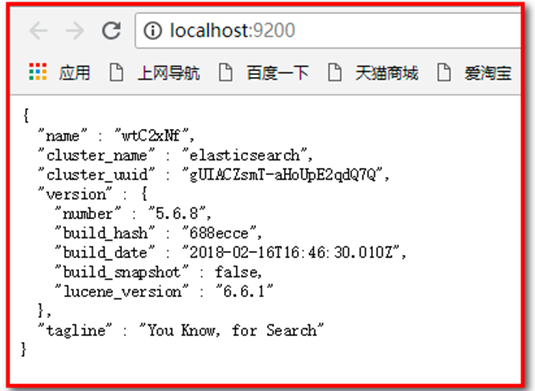 localhost:9200
应用 上网导航 百度一下 天猫商城 爱淘宝
{
"name" : "wtC2xNf",
"cluster_name" : "elasticsearch",
"cluster_uuid" : "gUIACZsmT-aHoUpE2qdQ7Q",
"version" : {
"number" : "5.6.8",
"build_hash" : "688ecce",
"build_date" : "2018-02-16T16:46:30.010Z",
"build_snapshot" : false,
"lucene_version" : "6.6.1"
},
"tagline" : "You Know, for Search"
}